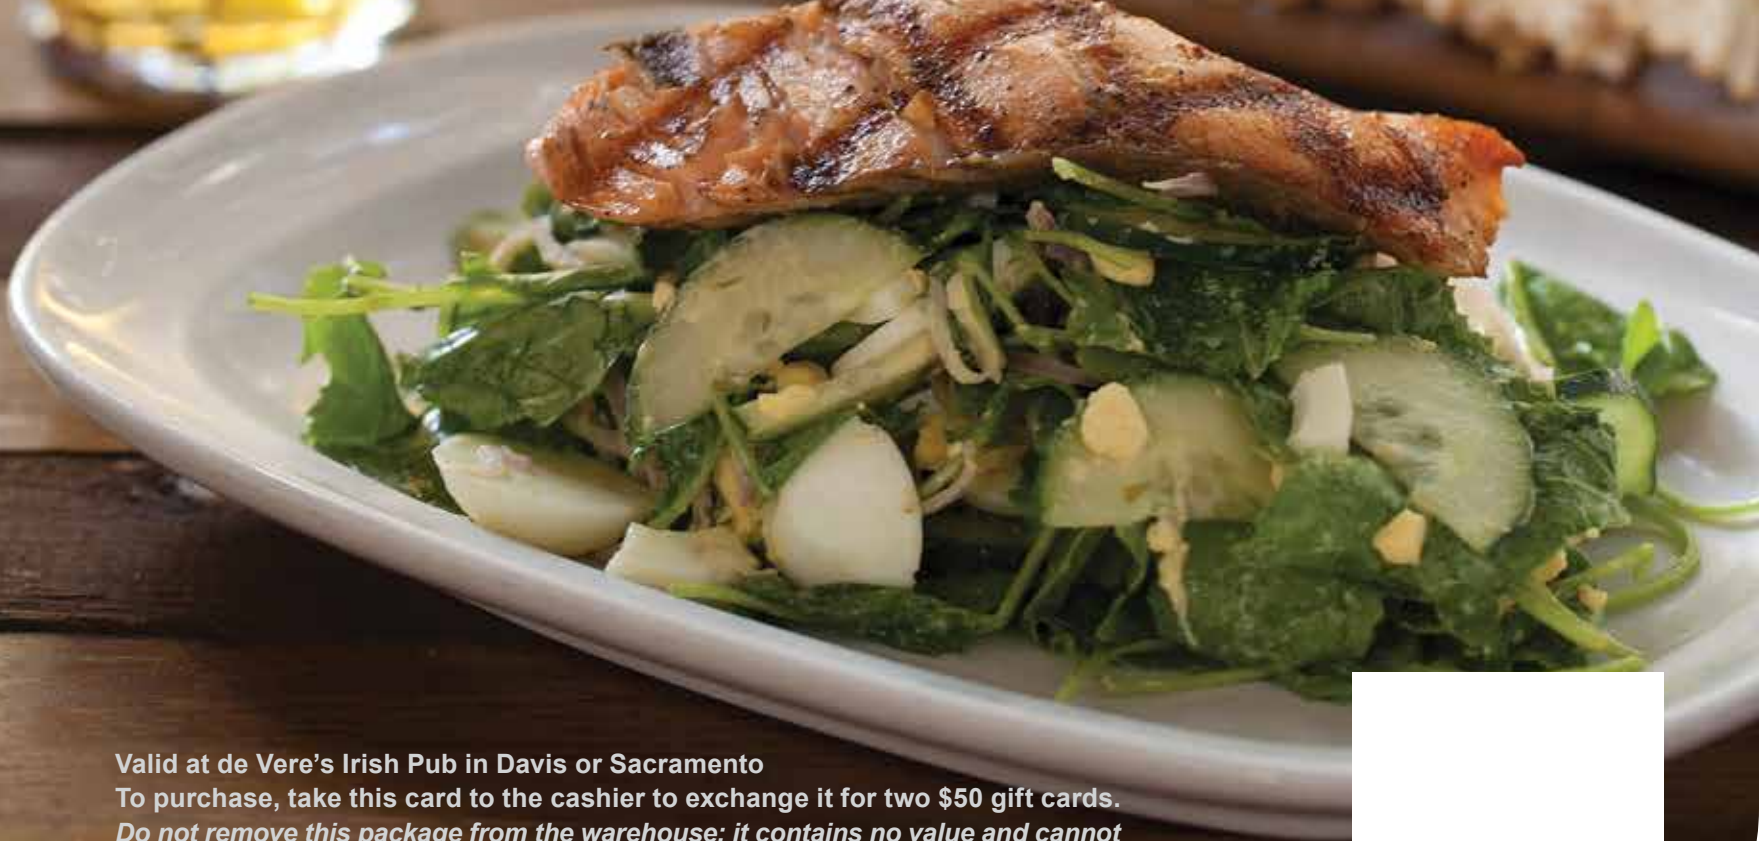 Valid at de Vere’s Irish Pub in Davis or Sacramento
To purchase, take this card to the cashier to exchange it for two $50 gift cards.
Do not remove this package from the warehouse; it contains no value and cannot